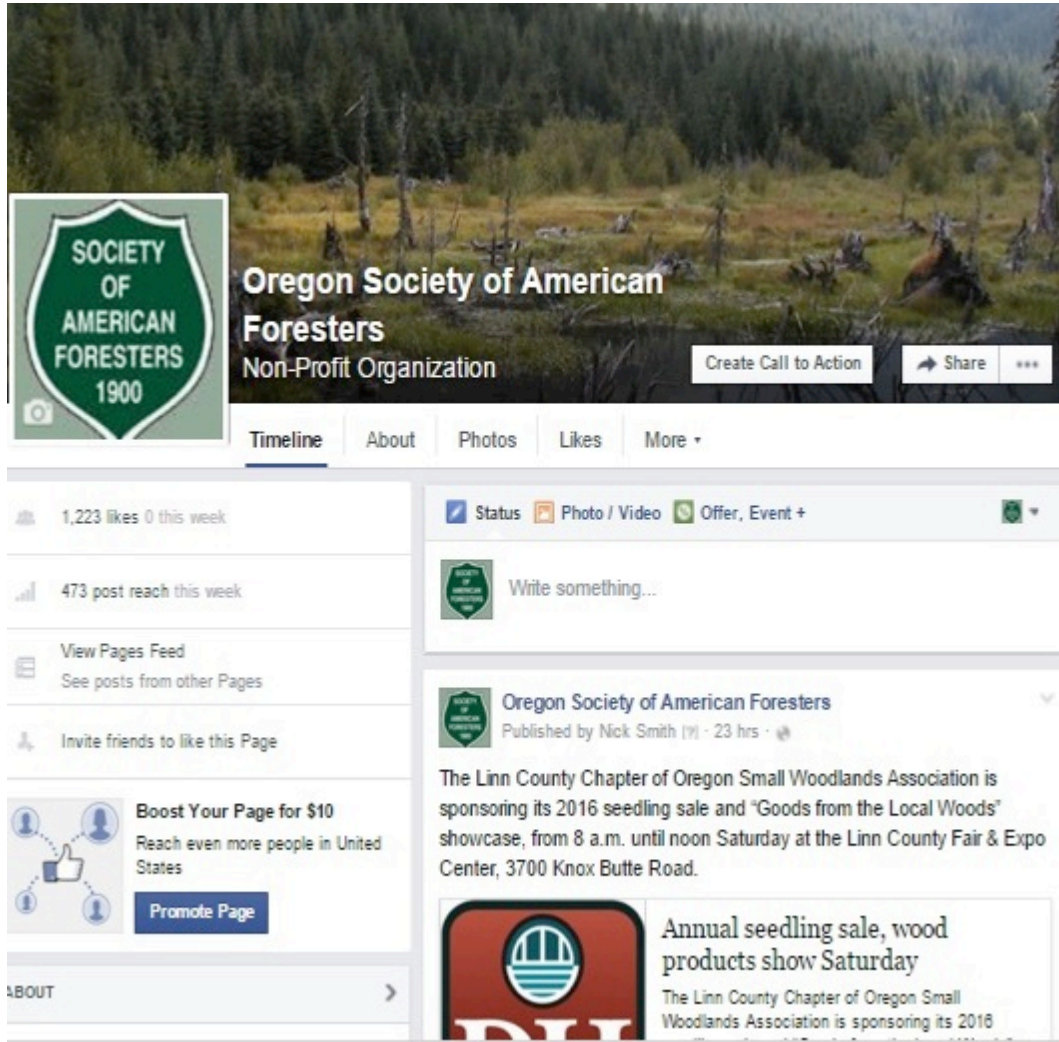 SOCIETY
OF
AMERICAN
FORESTERS
1900
Oregon Society of American
Foresters
Non-Profit Organization
Create Call to Action
Share
Timeline
About
Photos
Likes
More
1,223 likes 0 this week
473 post reach this week
View Pages Feed
See posts from other Pages
Invite friends to like this Page
Boost Your Page for $10
Reach even more people in United
States
Promote Page
ABOUT
Status
Photo / Video
Offer, Event +
Write something...
Oregon Society of American Foresters
Published by Nick Smith [?] · 23 hrs ·
The Linn County Chapter of Oregon Small Woodlands Association is
sponsoring its 2016 seedling sale and “Goods from the Local Woods”
showcase, from 8 a.m. until noon Saturday at the Linn County Fair & Expo
Center, 3700 Knox Butte Road.
DH
Annual seedling sale, wood
products show Saturday
The Linn County Chapter of Oregon Small
Woodlands Association is sponsoring its 2016